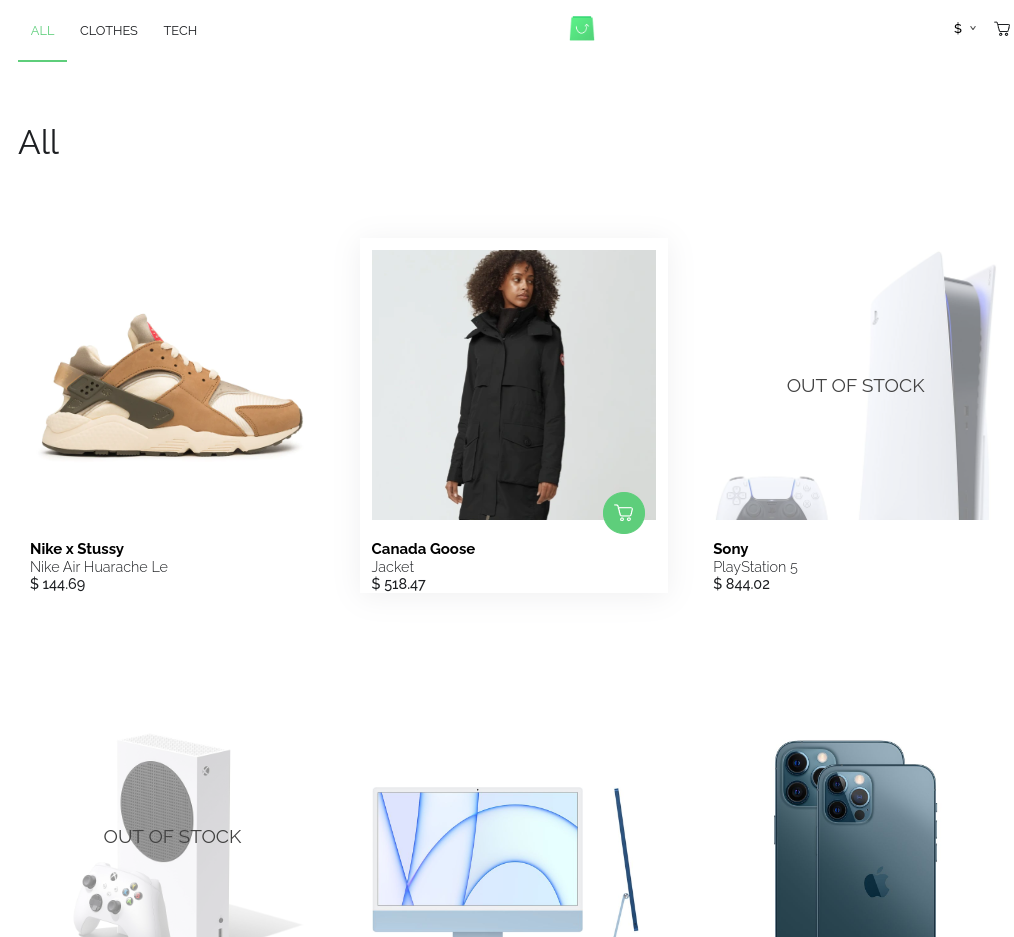 ALL CLOTHES TECH $
All
OUT OF STOCK
Nike x Stussy
Nike Air Huarache Le
$ 144.69
Canada Goose
Jacket
$ 518.47
Sony
PlayStation 5
$ 844.02
OUT OF STOCK